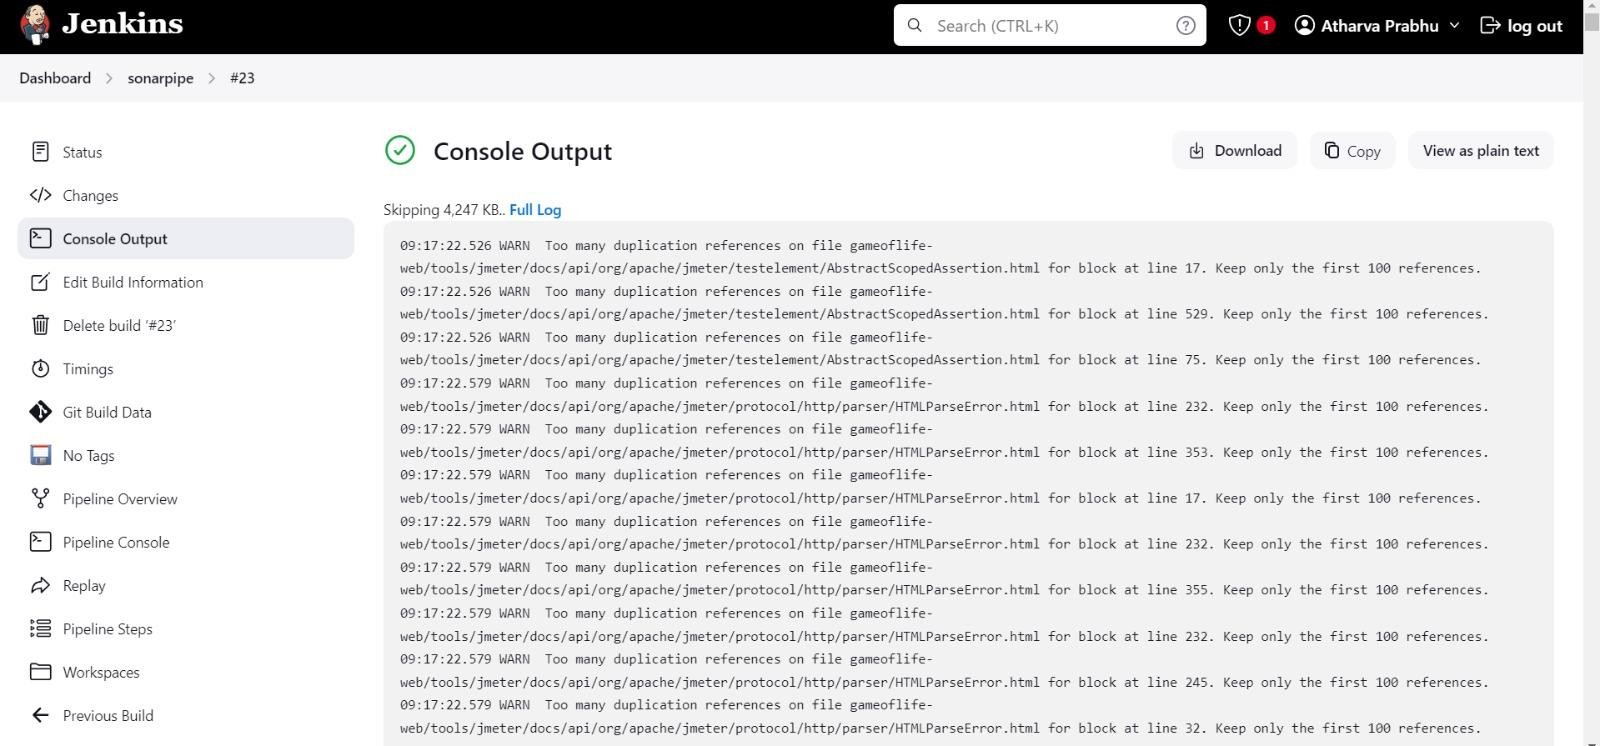 Jenkins
Search (CTRL+K)
1
Atharva Prabhu
log out
Dashboard
sonarpipe
#23
Status
Changes
Console Output
Edit Build Information
Delete build ‘#23’
Timings
Git Build Data
No Tags
Pipeline Overview
Pipeline Console
Replay
Pipeline Steps
Workspaces
Previous Build
Console Output
Download
Copy
View as plain text
Skipping 4,247 KB.. Full Log
09:17:22.526 WARN  Too many duplication references on file gameoflife-
web/tools/jmeter/docs/api/org/apache/jmeter/testelement/AbstractScopedAssertion.html for block at line 17. Keep only the first 100 references.
09:17:22.526 WARN  Too many duplication references on file gameoflife-
web/tools/jmeter/docs/api/org/apache/jmeter/testelement/AbstractScopedAssertion.html for block at line 529. Keep only the first 100 references.
09:17:22.526 WARN  Too many duplication references on file gameoflife-
web/tools/jmeter/docs/api/org/apache/jmeter/testelement/AbstractScopedAssertion.html for block at line 75. Keep only the first 100 references.
09:17:22.579 WARN  Too many duplication references on file gameoflife-
web/tools/jmeter/docs/api/org/apache/jmeter/protocol/http/parser/HTMLParseError.html for block at line 232. Keep only the first 100 references.
09:17:22.579 WARN  Too many duplication references on file gameoflife-
web/tools/jmeter/docs/api/org/apache/jmeter/protocol/http/parser/HTMLParseError.html for block at line 353. Keep only the first 100 references.
09:17:22.579 WARN  Too many duplication references on file gameoflife-
web/tools/jmeter/docs/api/org/apache/jmeter/protocol/http/parser/HTMLParseError.html for block at line 17. Keep only the first 100 references.
09:17:22.579 WARN  Too many duplication references on file gameoflife-
web/tools/jmeter/docs/api/org/apache/jmeter/protocol/http/parser/HTMLParseError.html for block at line 232. Keep only the first 100 references.
09:17:22.579 WARN  Too many duplication references on file gameoflife-
web/tools/jmeter/docs/api/org/apache/jmeter/protocol/http/parser/HTMLParseError.html for block at line 355. Keep only the first 100 references.
09:17:22.579 WARN  Too many duplication references on file gameoflife-
web/tools/jmeter/docs/api/org/apache/jmeter/protocol/http/parser/HTMLParseError.html for block at line 232. Keep only the first 100 references.
09:17:22.579 WARN  Too many duplication references on file gameoflife-
web/tools/jmeter/docs/api/org/apache/jmeter/protocol/http/parser/HTMLParseError.html for block at line 245. Keep only the first 100 references.
09:17:22.579 WARN  Too many duplication references on file gameoflife-
web/tools/jmeter/docs/api/org/apache/jmeter/protocol/http/parser/HTMLParseError.html for block at line 32. Keep only the first 100 references.